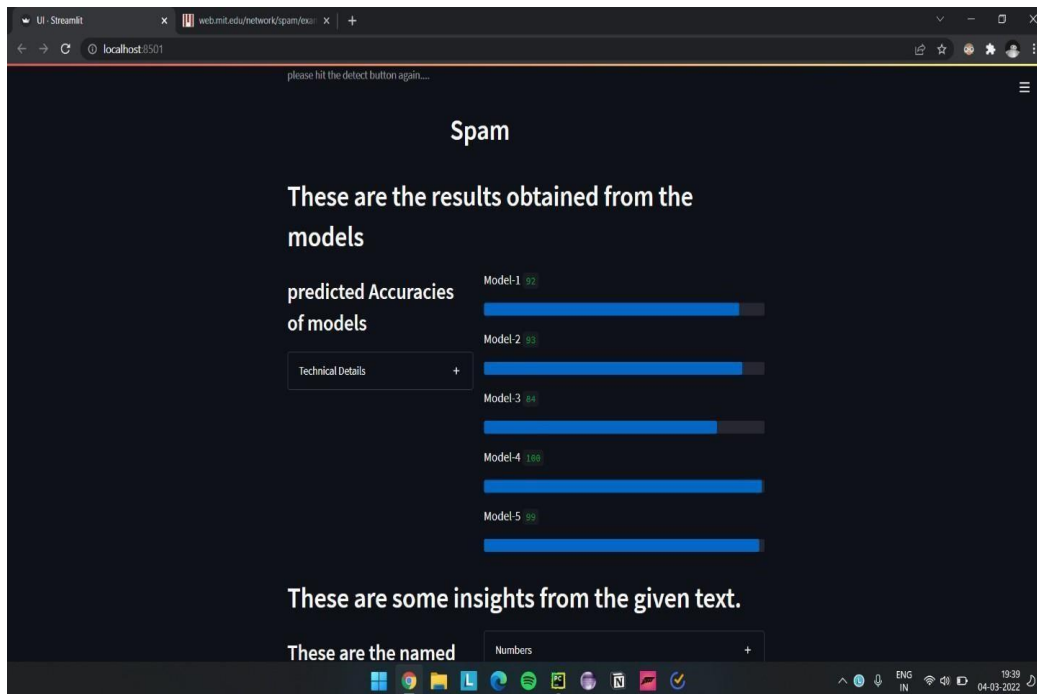 UI · Streamlit
web.mit.edu/network/spam/exam
localhost:8501
please hit the detect button again....
Spam
These are the results obtained from the
models
predicted Accuracies
of models
Technical Details +
Model-1 92
Model-2 93
Model-3 84
Model-4 100
Model-5 99
These are some insights from the given text.
These are the named
Numbers +
ENG
IN
19:39
04-03-2022